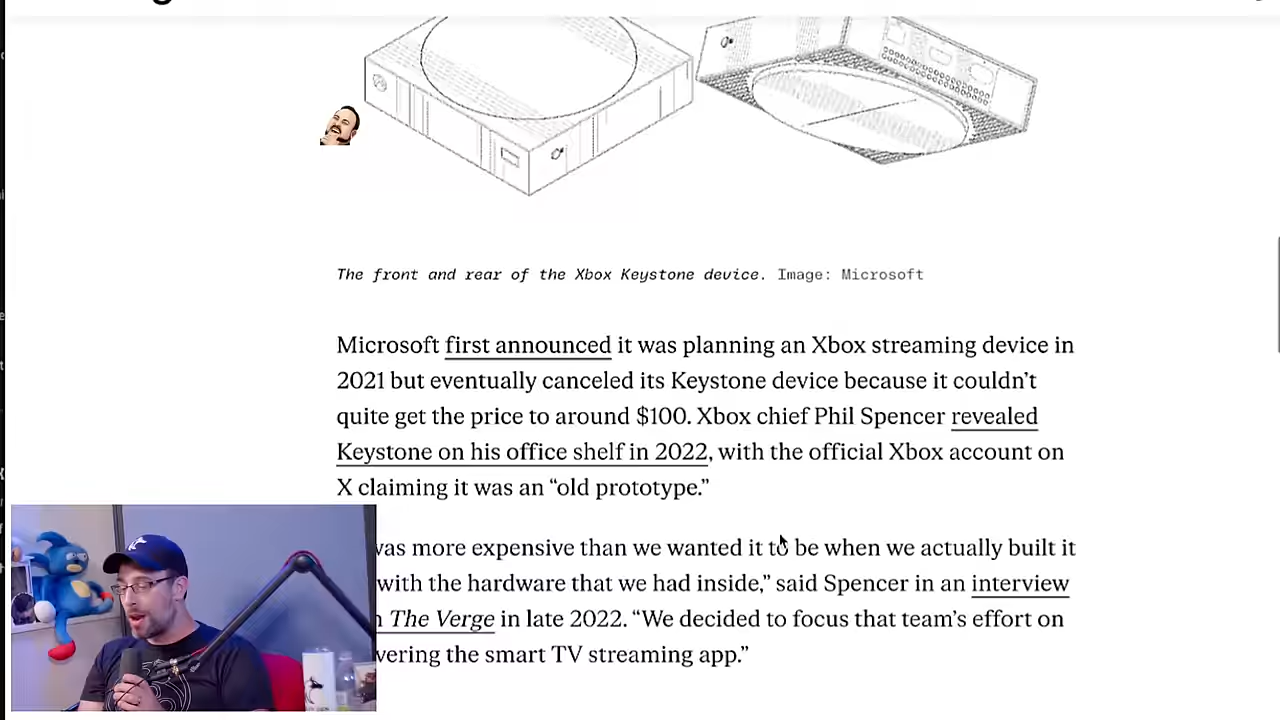 The front and rear of the Xbox Keystone device. Image: Microsoft
Microsoft first announced it was planning an Xbox streaming device in
2021 but eventually canceled its Keystone device because it couldn't
quite get the price to around $100. Xbox chief Phil Spencer revealed
Keystone on his office shelf in 2022, with the official Xbox account on
X claiming it was an “old prototype.”
was more expensive than we wanted it to be when we actually built it
with the hardware that we had inside,” said Spencer in an interview
The Verge in late 2022. “We decided to focus that team's effort on
vering the smart TV streaming app.”